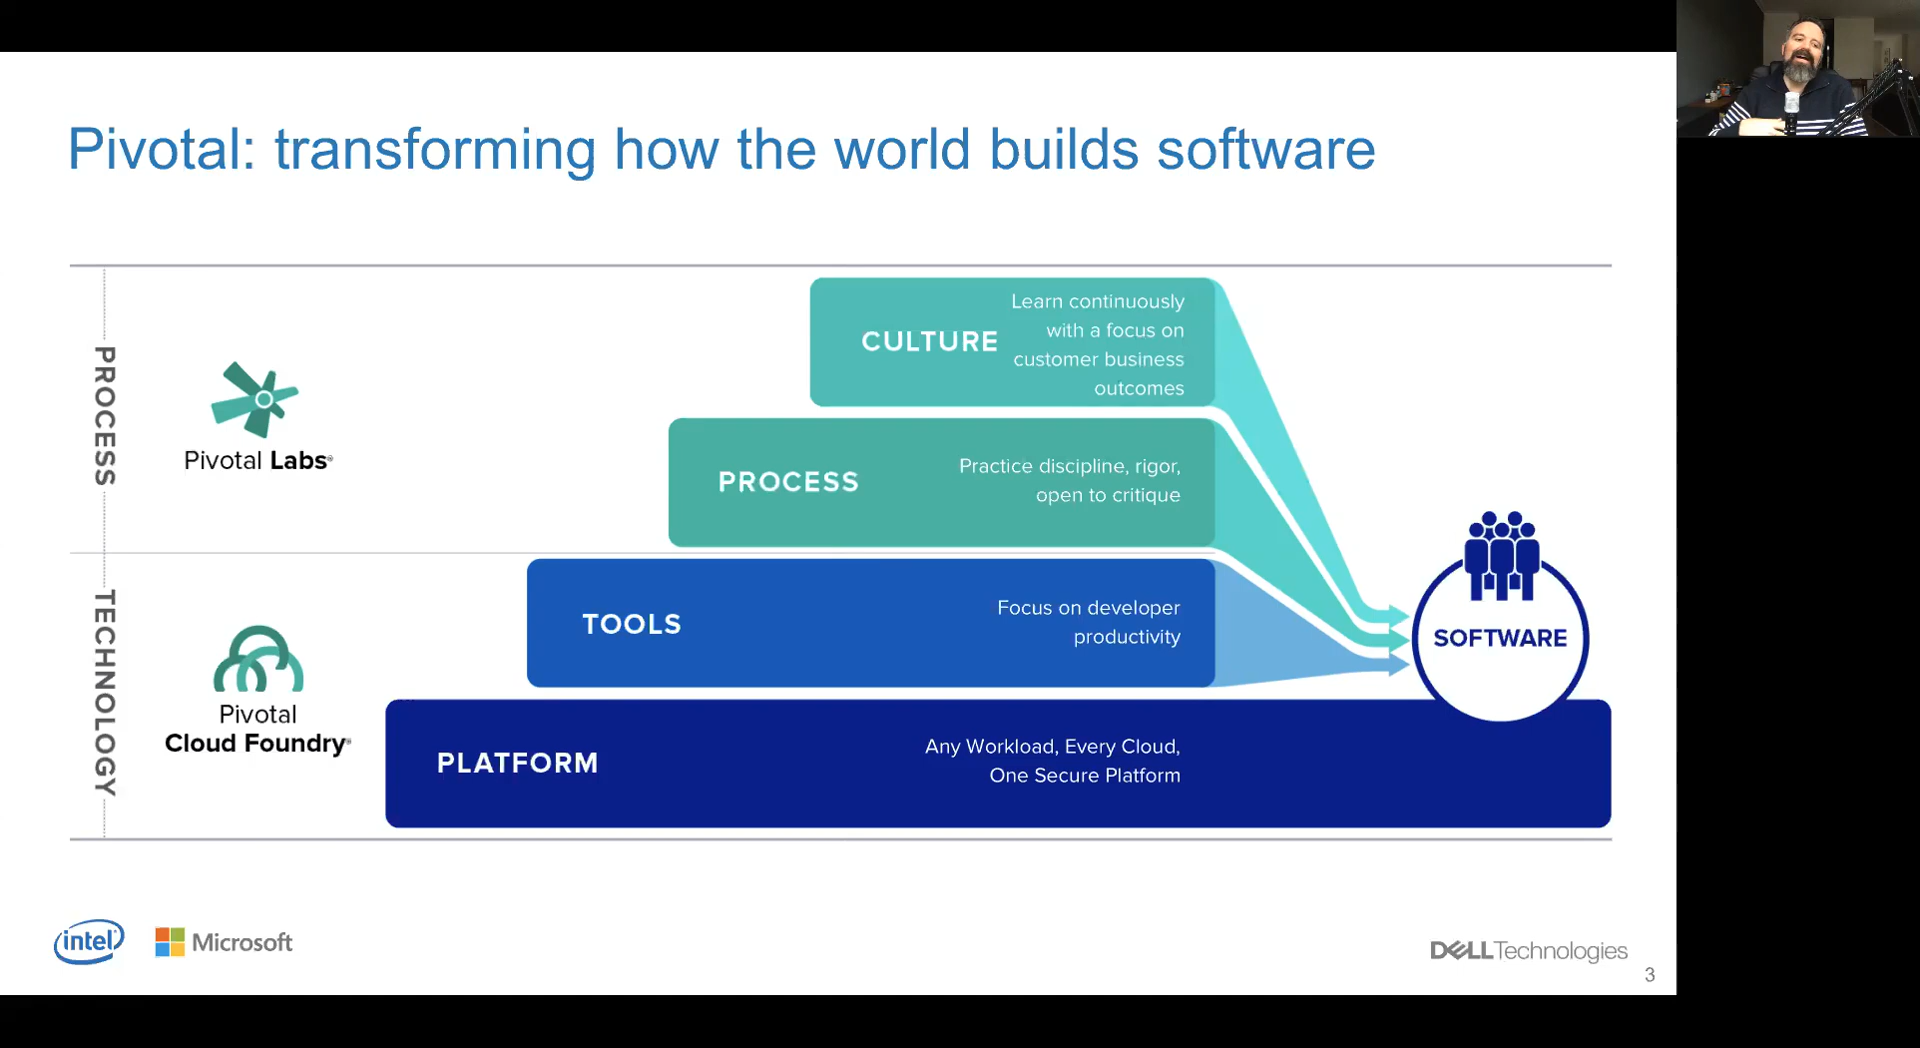 Pivotal: transforming how the world builds software
PROCESS
Pivotal Labs®
CULTURE
Learn continuously
with a focus on
customer business
outcomes
PROCESS
Practice discipline, rigor,
open to critique
TECHNOLOGY
Pivotal
Cloud Foundry®
TOOLS
Focus on developer
productivity
PLATFORM
Any Workload, Every Cloud,
One Secure Platform
SOFTWARE
intel
Microsoft
DELL Technologies
3